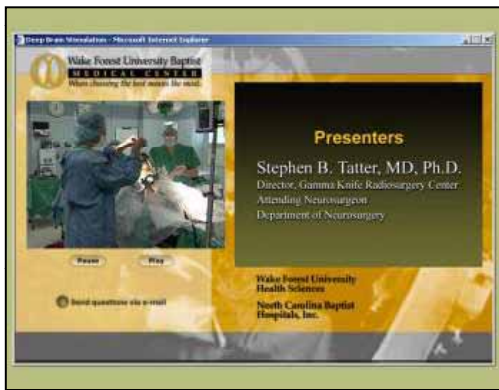 Deep Brain Stimulation - Microsoft Internet Explorer
Wake Forest University Baptist
MEDICAL CENTER
When choosing the best means the most.
Presenters
Stephen B. Tatter, MD, Ph.D.
Director, Gamma Knife Radiosurgery Center
Attending Neurosurgeon
Department of Neurosurgery
Pause
Play
Send questions via e-mail
Wake Forest University
Health Sciences
North Carolina Baptist
Hospitals, Inc.